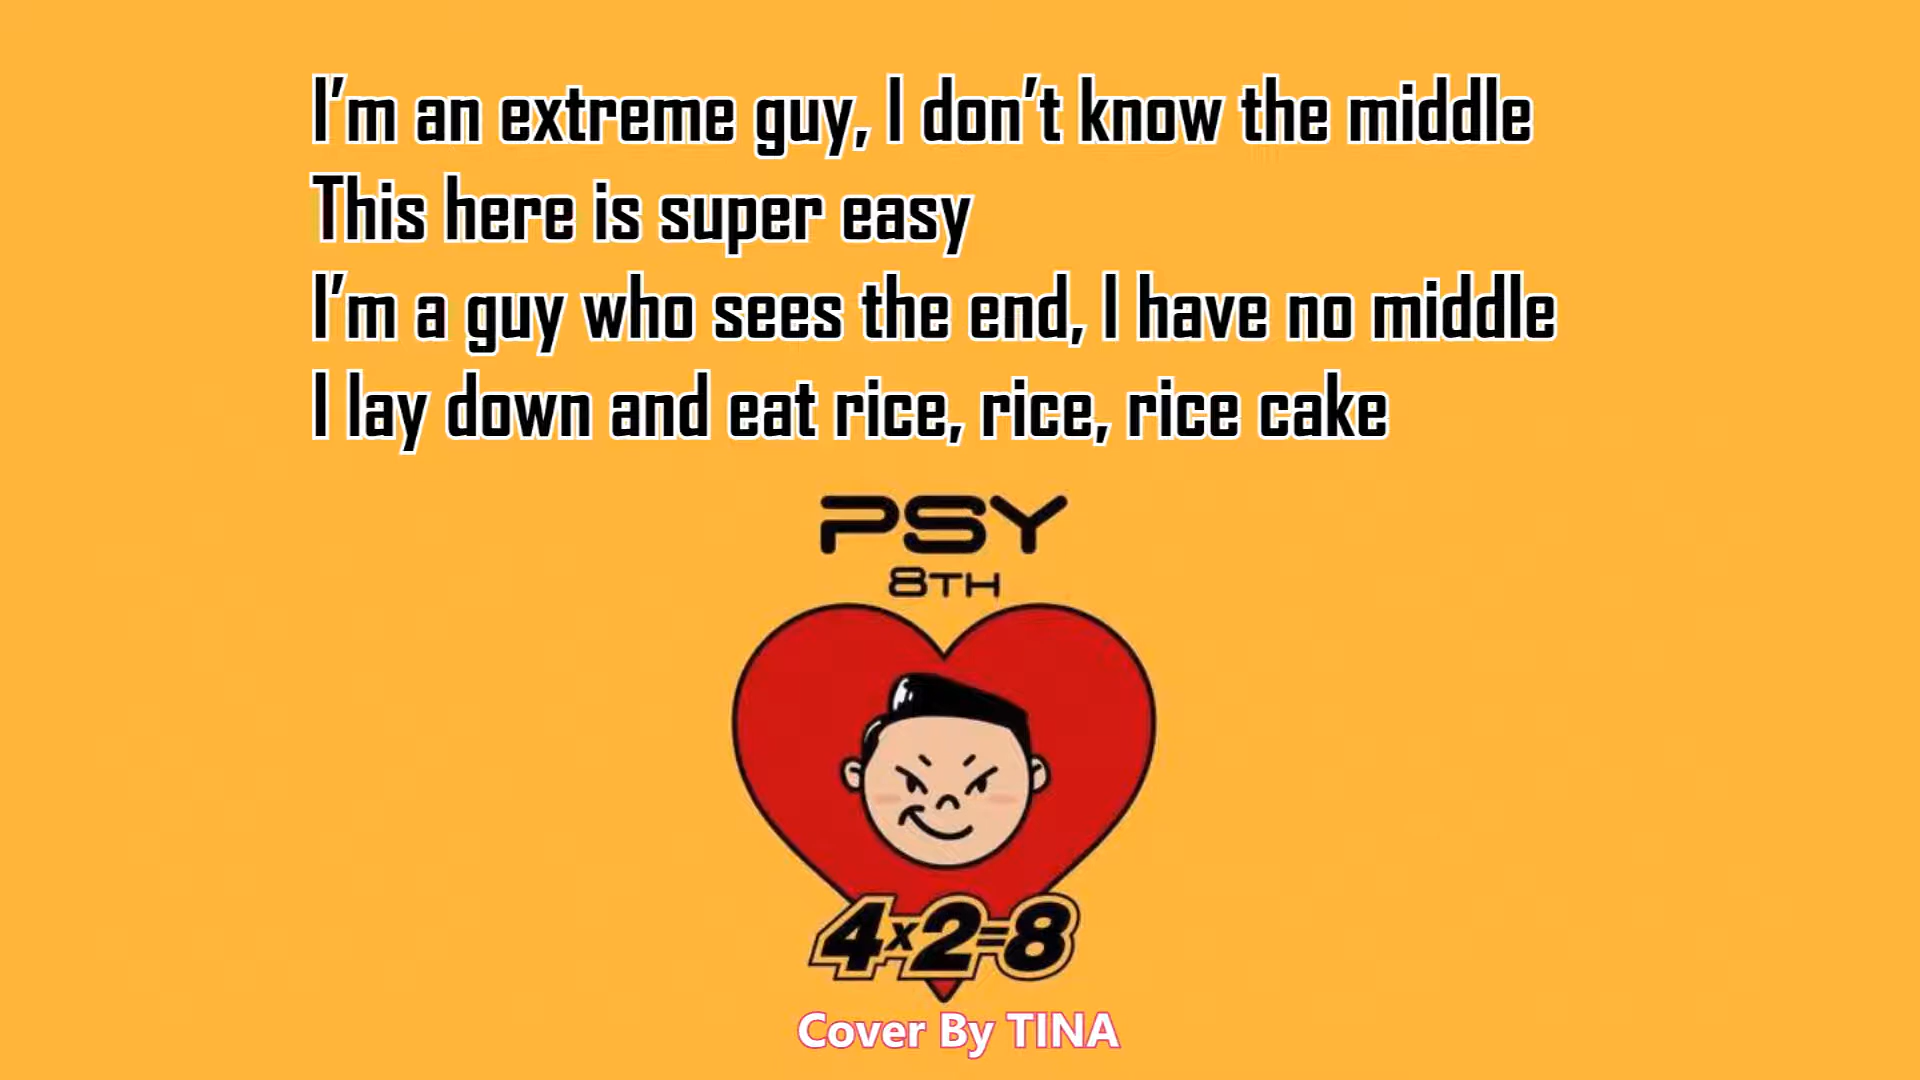 I'm an extreme guy, I don't know the middle
This here is super easy
I'm a guy who sees the end, I have no middle
I lay down and eat rice, rice, rice cake
PSY
8TH
4x2=8
Cover By TINA